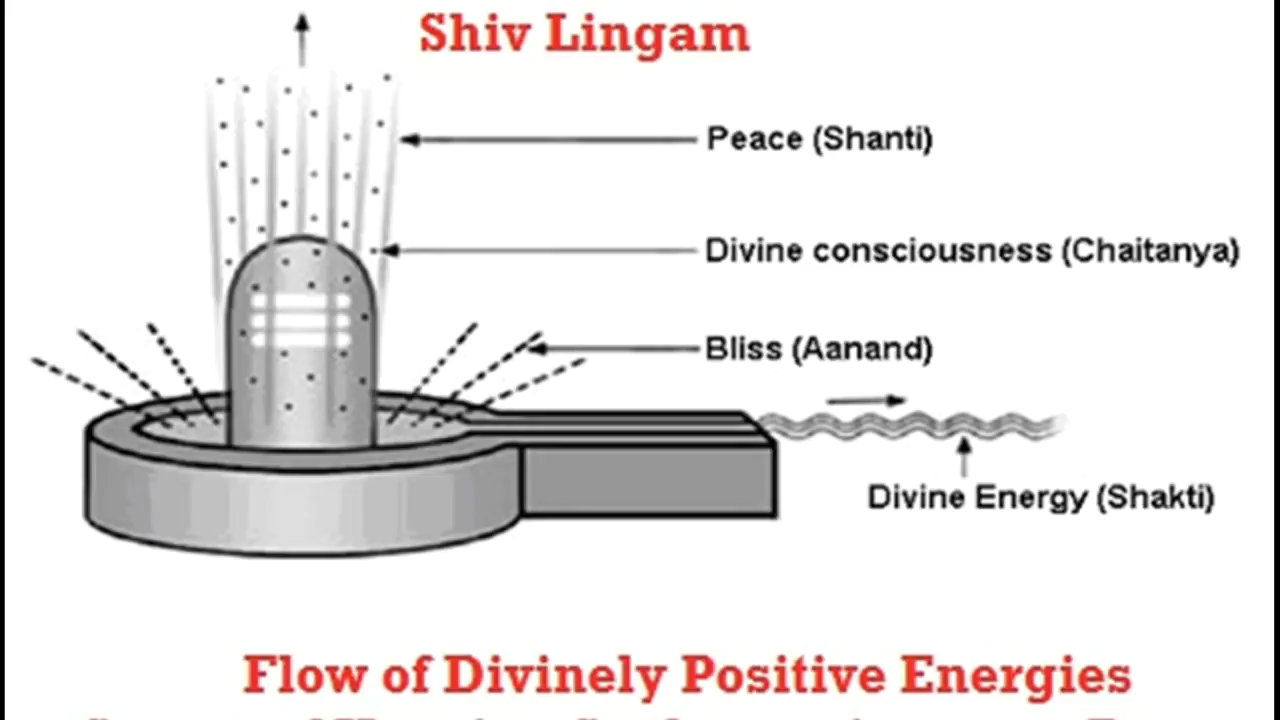 Shiv Lingam
Peace (Shanti)
Divine consciousness (Chaitanya)
Bliss (Aanand)
Divine Energy (Shakti)
Flow of Divinely Positive Energies